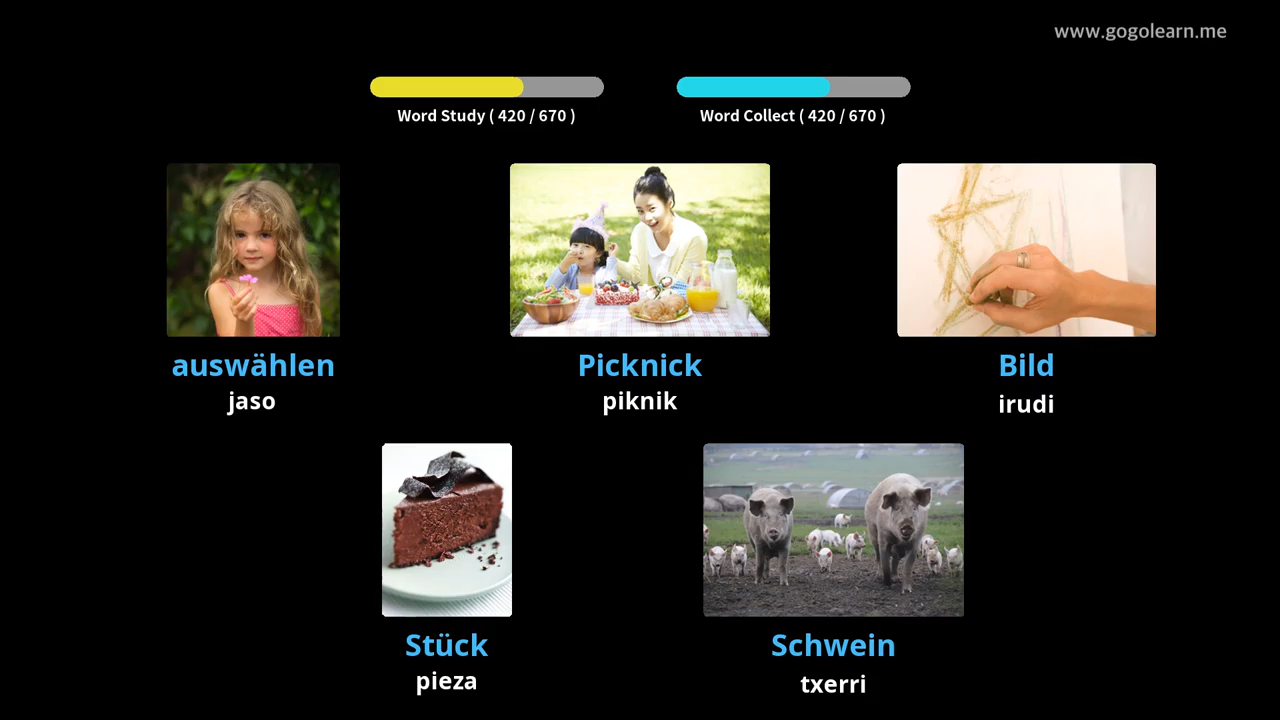 www.gogolearn.me
Word Study ( 420 / 670 )
Word Collect ( 420 / 670 )
auswählen
jaso
Picknick
piknik
Bild
irudi
Stück
pieza
Schwein
txerri